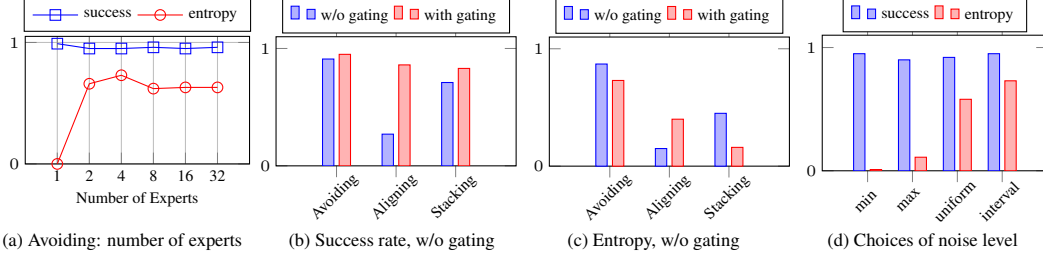 success entropy
1
0
1 2 4 8 16 32
Number of Experts
(a) Avoiding: number of experts
w/o gating with gating
1
0
Avoiding Aligning Stacking
(b) Success rate, w/o gating
w/o gating with gating
1
0
Avoiding Aligning Stacking
(c) Entropy, w/o gating
success entropy
1
0
min max uniform interval
(d) Choices of noise level